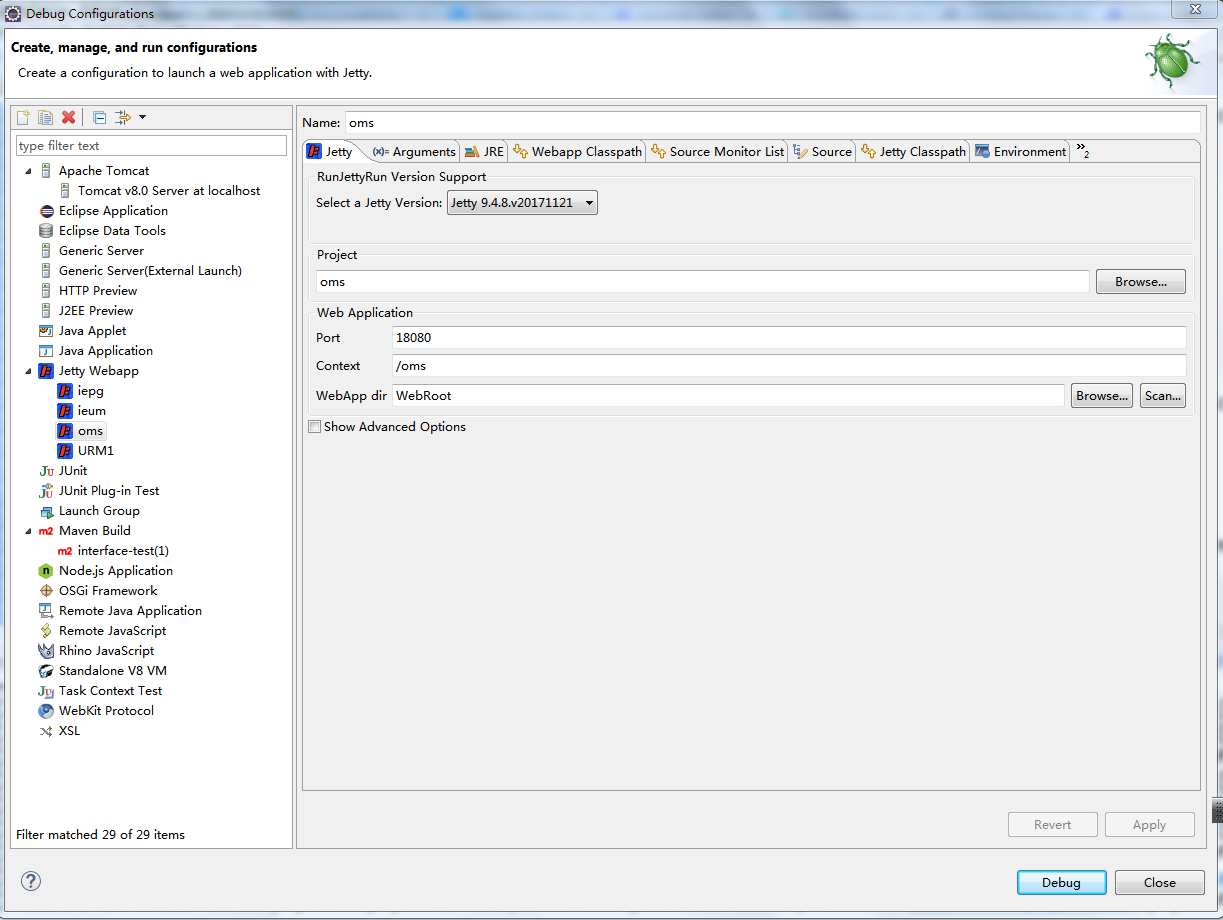 Debug Configurations
Create, manage, and run configurations
Create a configuration to launch a web application with Jetty.
type filter text
Apache Tomcat
Tomcat v8.0 Server at localhost
Eclipse Application
Eclipse Data Tools
Generic Server
Generic Server(External Launch)
HTTP Preview
J2EE Preview
Java Applet
Java Application
Jetty Webapp
iepg
ieum
oms
URM1
JUnit
JUnit Plug-in Test
Launch Group
Maven Build
interface-test(1)
Node.js Application
OSGi Framework
Remote Java Application
Remote JavaScript
Rhino JavaScript
Standalone V8 VM
Task Context Test
WebKit Protocol
XSL
Filter matched 29 of 29 items
Name: oms
Jetty (x)= Arguments JRE Webapp Classpath Source Monitor List Source Jetty Classpath Environment »2
RunJettyRun Version Support
Select a Jetty Version: Jetty 9.4.8.v20171121
Project
oms Browse...
Web Application
Port 18080
Context /oms
WebApp dir WebRoot Browse... Scan...
Show Advanced Options
Revert Apply
? Debug Close